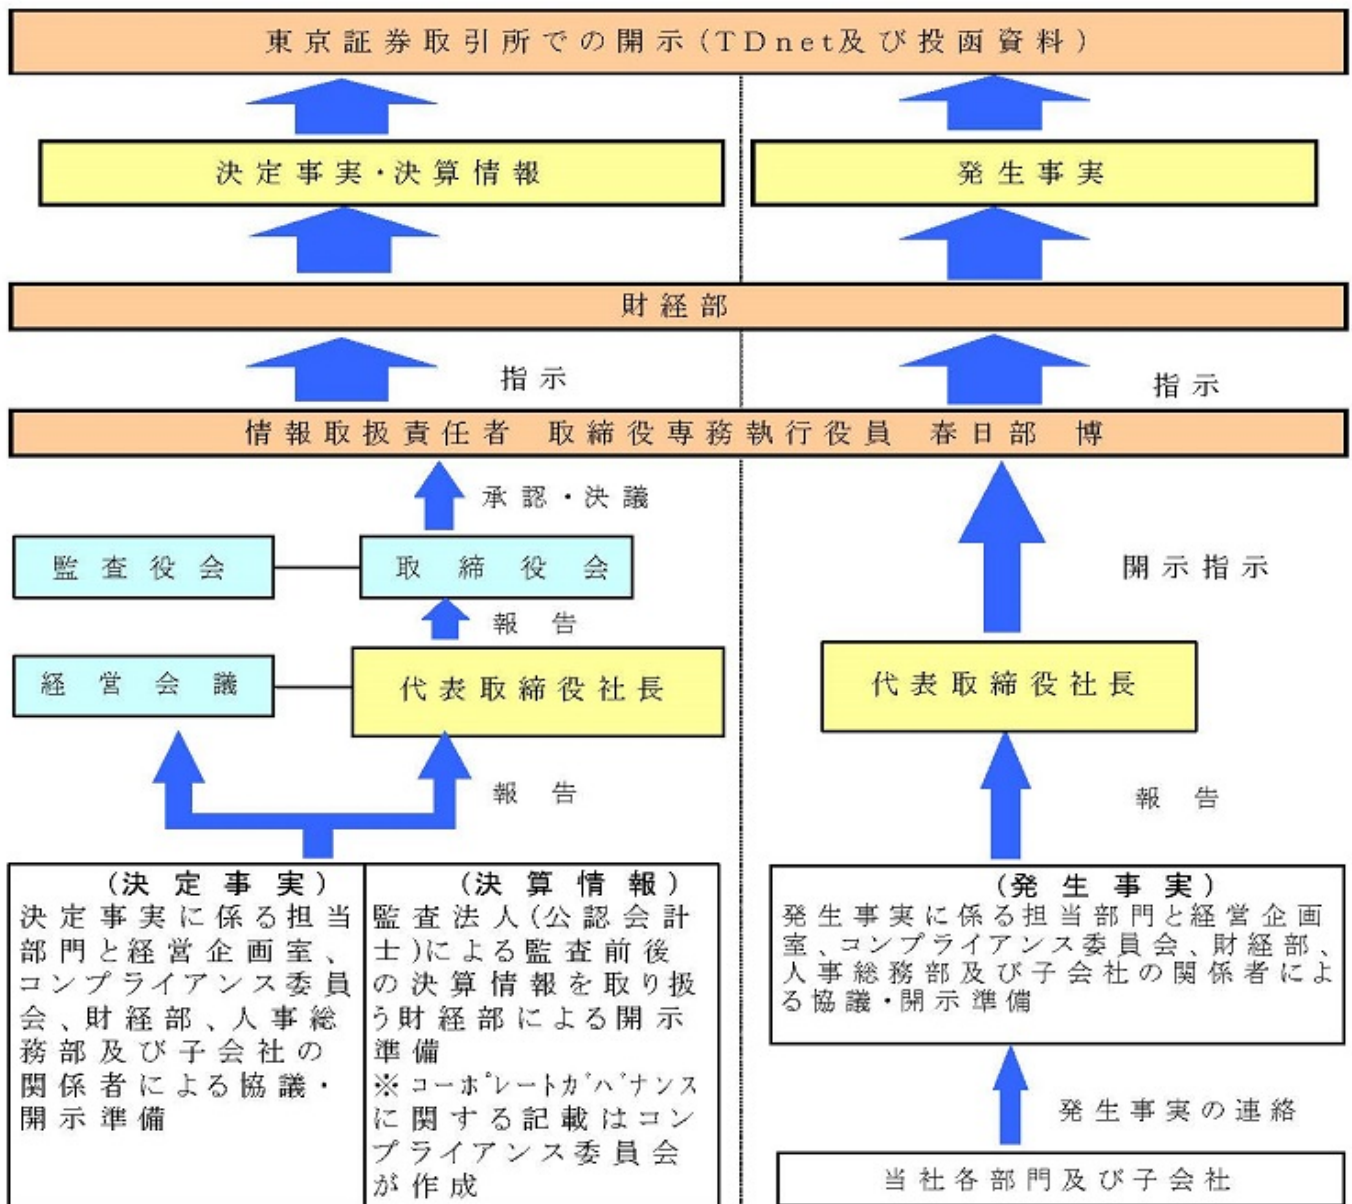 東京証券取引所での開示(TDnet及び投函資料)
決定事実・決算情報
発生事実
財経部
指示
指示
情報取扱責任者 取締役専務執行役員 春日部 博
承認・決議
監査役会
取締役会
開示指示
報告
経営会議
代表取締役社長
代表取締役社長
報告
報告
(決定事実)
決定事実に係る担当
部門と経営企画室、
コンプライアンス委員
会、財経部、人事総
務部及び子会社の
関係者による協議・
開示準備
(決算情報)
監査法人(公認会計
士)による監査前後
の決算情報を取り扱
う財経部による開示
準備
※コーポレートガバナンス
に関する記載はコン
プライアンス委員会
が作成
(発生事実)
発生事実に係る担当部門と経営企画
室、コンプライアンス委員会、財経部、
人事総務部及び子会社の関係者によ
る協議・開示準備
発生事実の連絡
当社各部門及び子会社